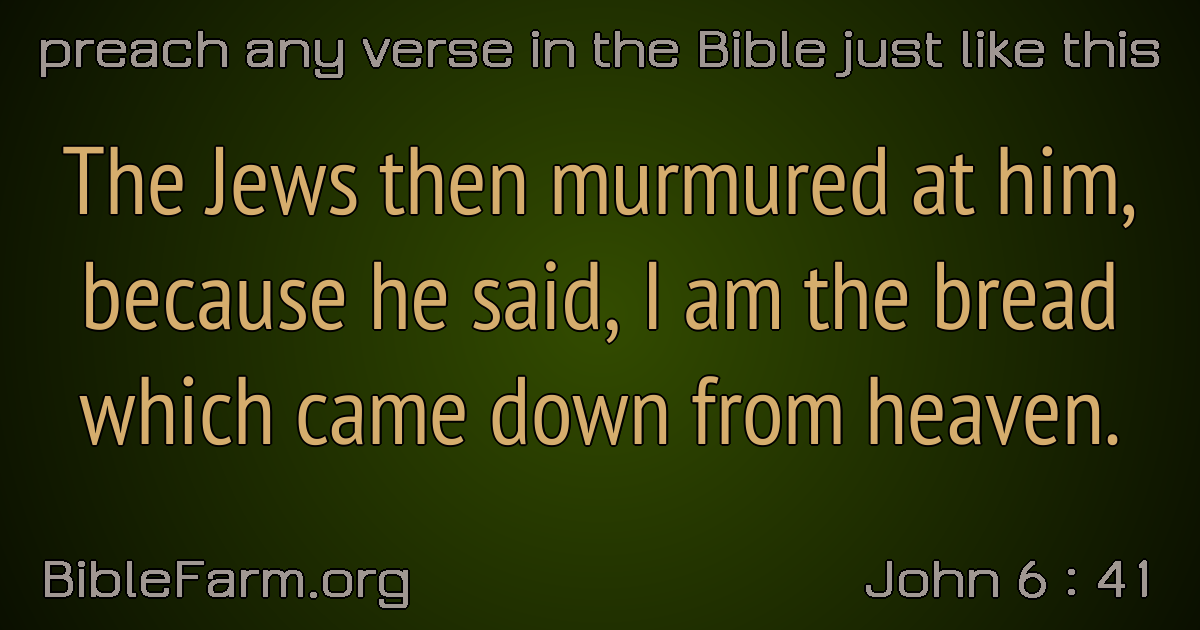 preach any verse in the Bible just like this
The Jews then murmured at him,
because he said, I am the bread
which came down from heaven.
BibleFarm.org
John 6 : 41